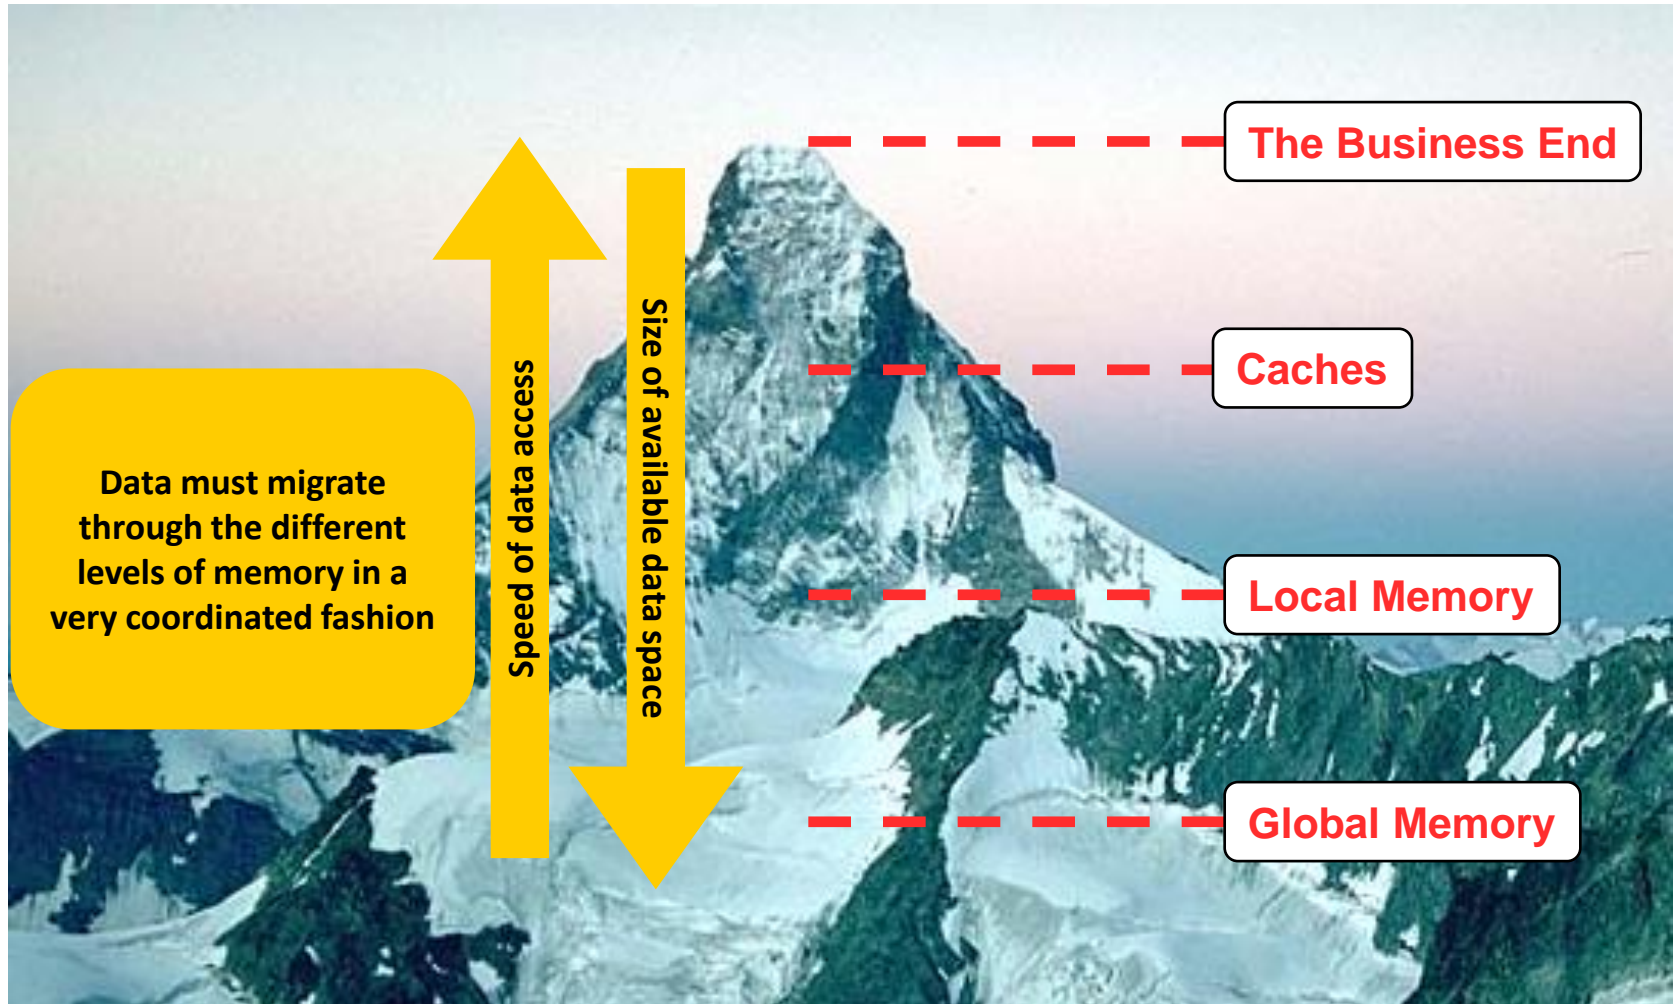 The Business End
Caches
Local Memory
Global Memory
Speed of data access
Size of available data space
Data must migrate
through the different
levels of memory in a
very coordinated fashion